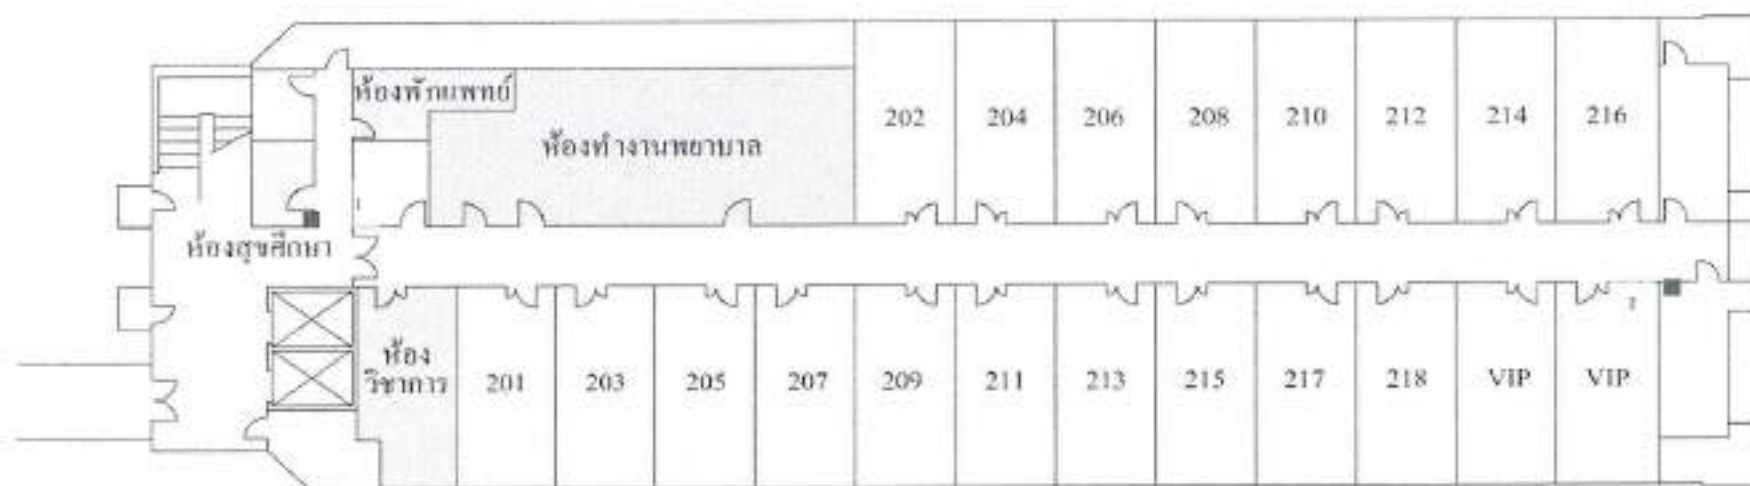 ห้องพักแพทย์
ห้องทำงานพยาบาล
202 204 206 208 210 212 214 216
ห้องสุขศึกษา
ห้อง
วิชาการ
201 203 205 207 209 211 213 215 217 218 VIP VIP